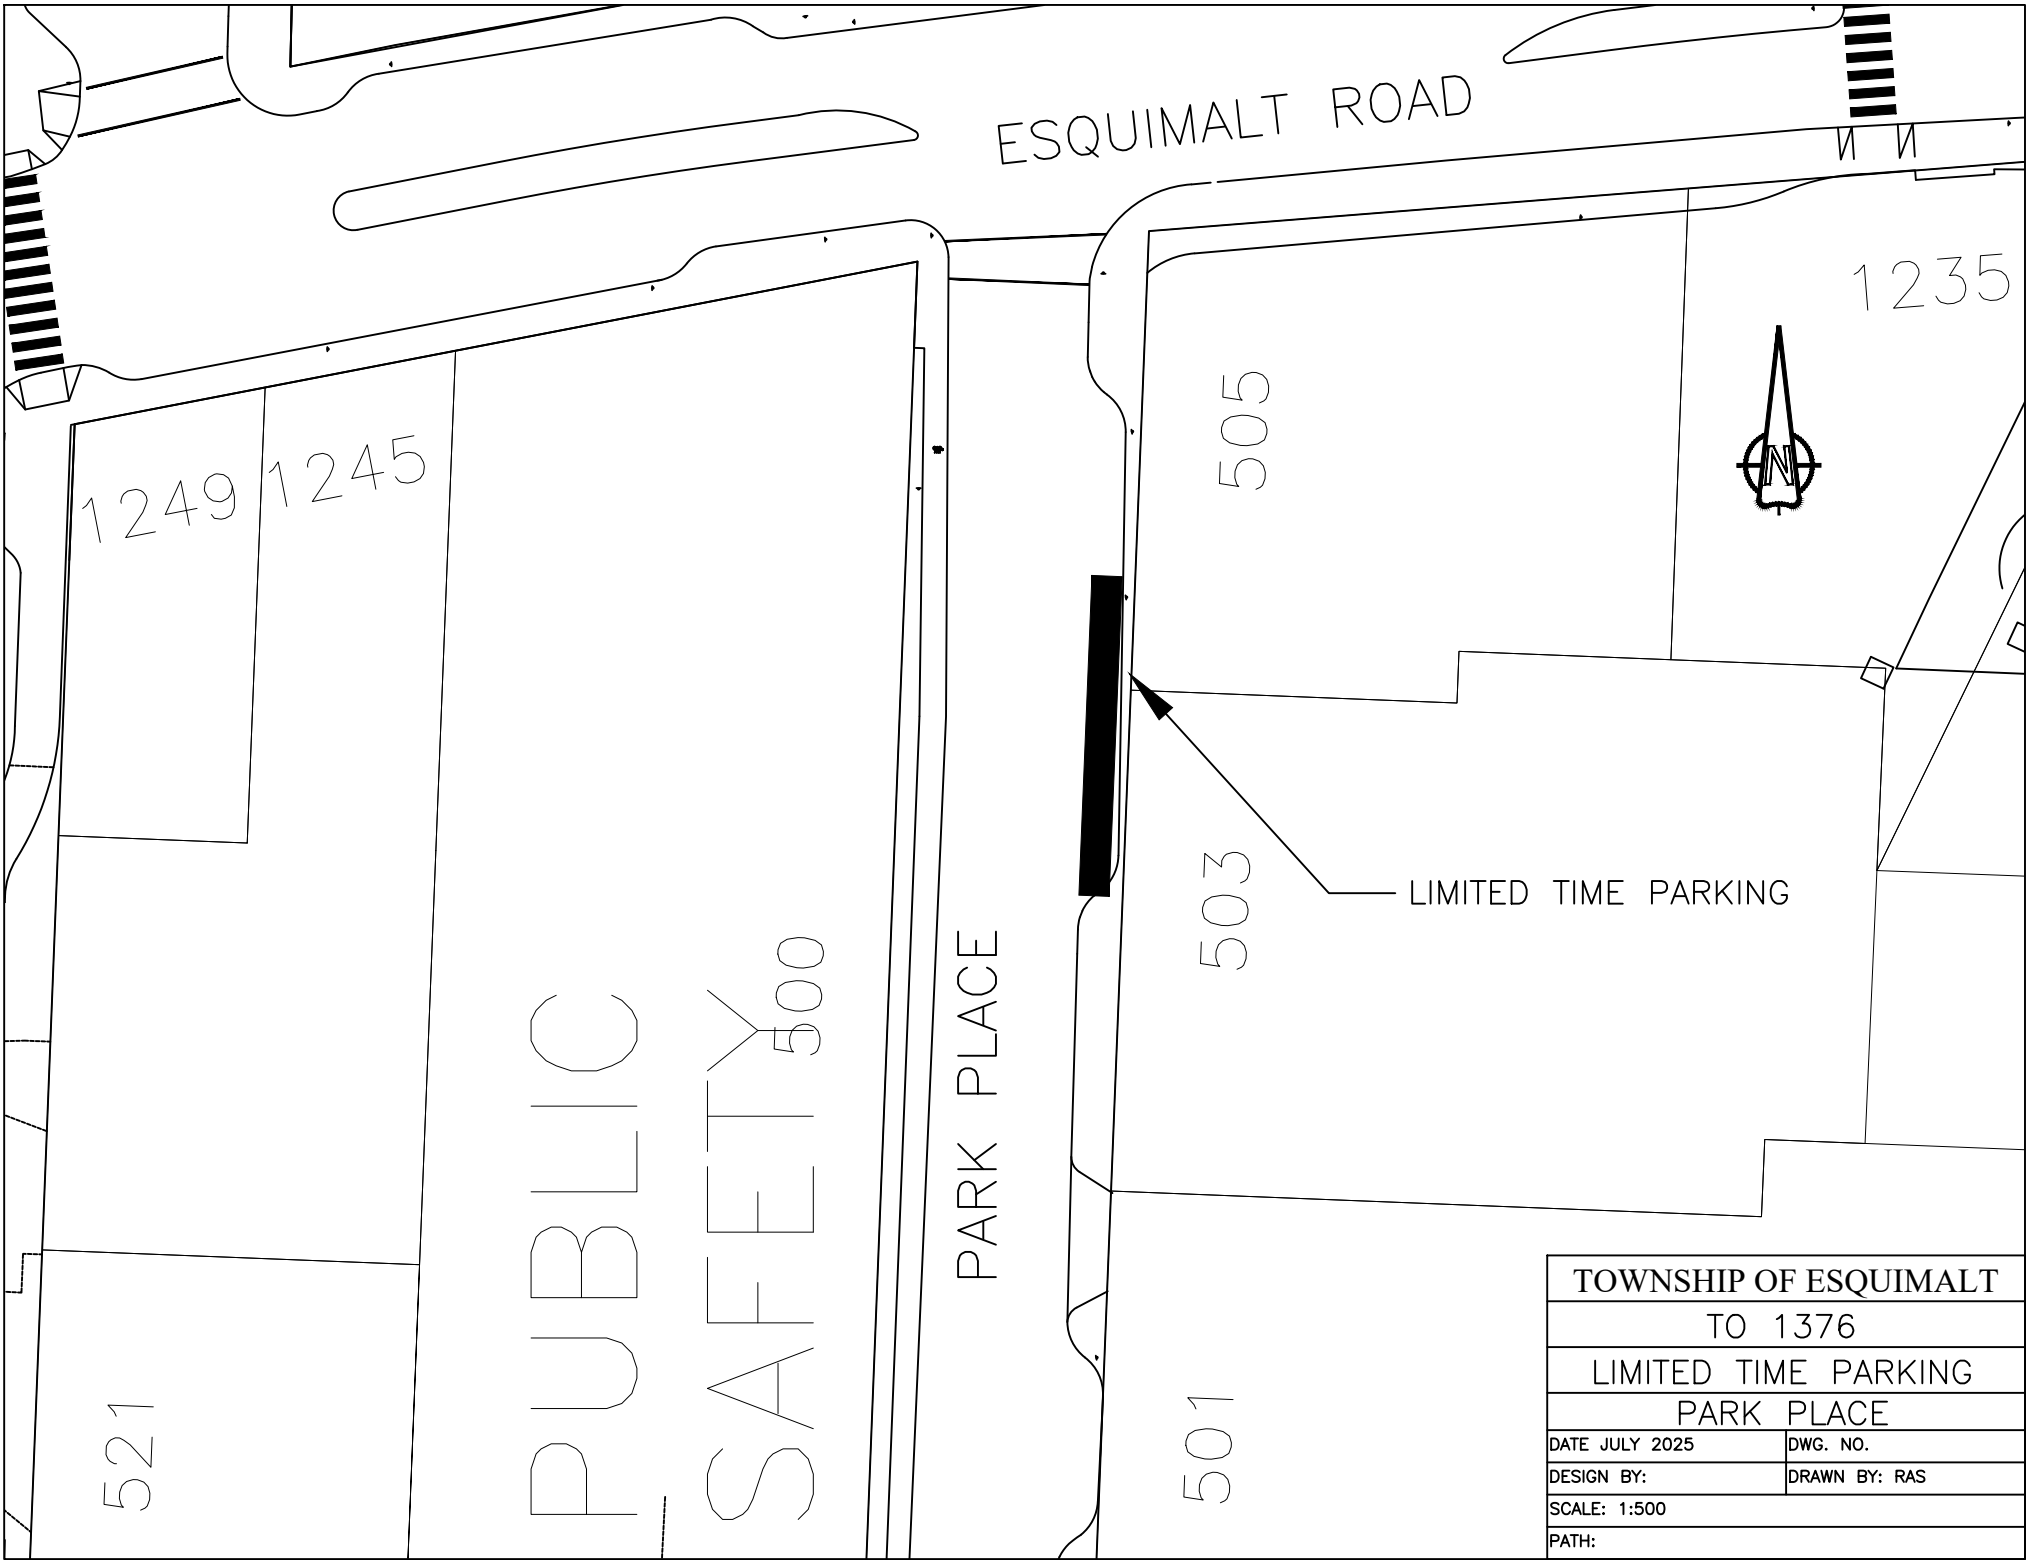 ESQUIMALT ROAD
1235
505
1249
1245
N
503
LIMITED TIME PARKING
PUBLIC
SAFETY
500
PARK PLACE
521
501
TOWNSHIP OF ESQUIMALT
TO 1376
LIMITED TIME PARKING
PARK PLACE
DATE JULY 2025
DWG. NO.
DESIGN BY:
DRAWN BY: RAS
SCALE: 1:500
PATH: